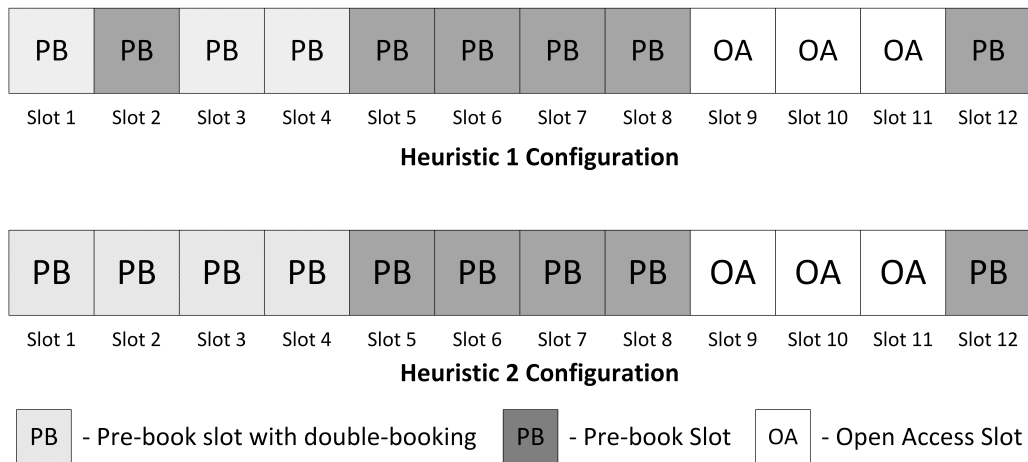 PB PB PB PB PB PB PB PB OA OA OA PB
Slot 1 Slot 2 Slot 3 Slot 4 Slot 5 Slot 6 Slot 7 Slot 8 Slot 9 Slot 10 Slot 11 Slot 12
Heuristic 1 Configuration
PB PB PB PB PB PB PB PB OA OA OA PB
Slot 1 Slot 2 Slot 3 Slot 4 Slot 5 Slot 6 Slot 7 Slot 8 Slot 9 Slot 10 Slot 11 Slot 12
Heuristic 2 Configuration
PB - Pre-book slot with double-booking PB - Pre-book Slot OA - Open Access Slot